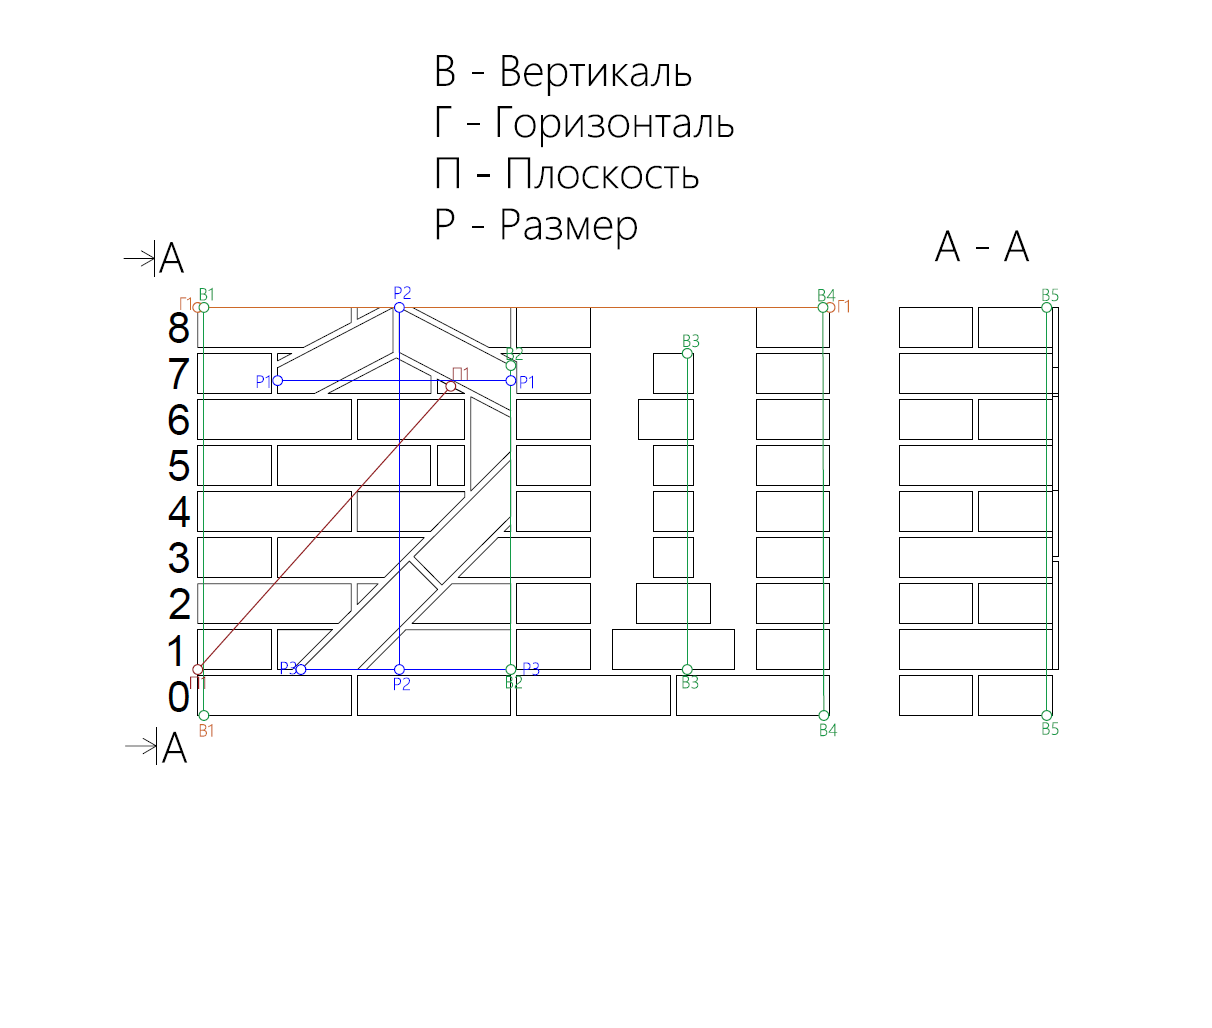 В - Вертикаль
Г - Горизонталь
П - Плоскость
Р - Размер
А
А - А
Г1
В1
Р2
В4
Г1
В5
8
В3
В2
7
Р1
П1
Р1
6
5
4
3
2
1
Р3
Р3
П1
Р2
В2
В3
0
В1
В4
В5
А